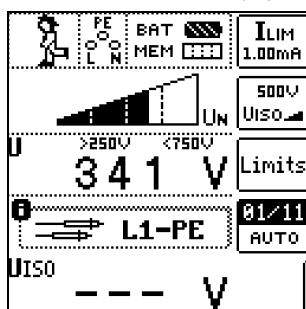 PE BAT
L N MEM
ILIM
1.00mA
UN
500V
UISO
U >250V <750V
341 V
Limits
L1-PE
01/11
AUTO
UISO
--- V